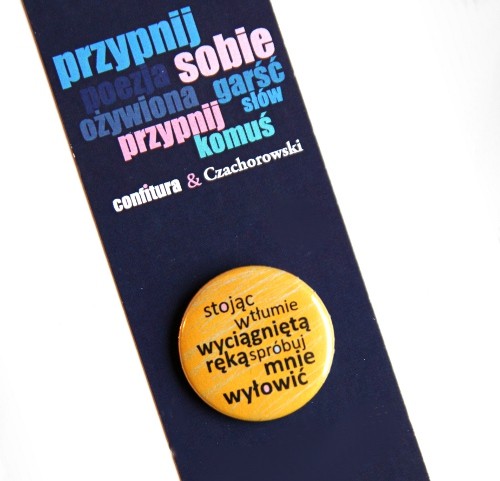 przypnij
poezja sobie
ożywiona garść
słów
przypnij
komuś
confitura & Czachorowski
stojąc
w tłumie
wyciągniętą
ręką spróbuj
mnie
wyłowić